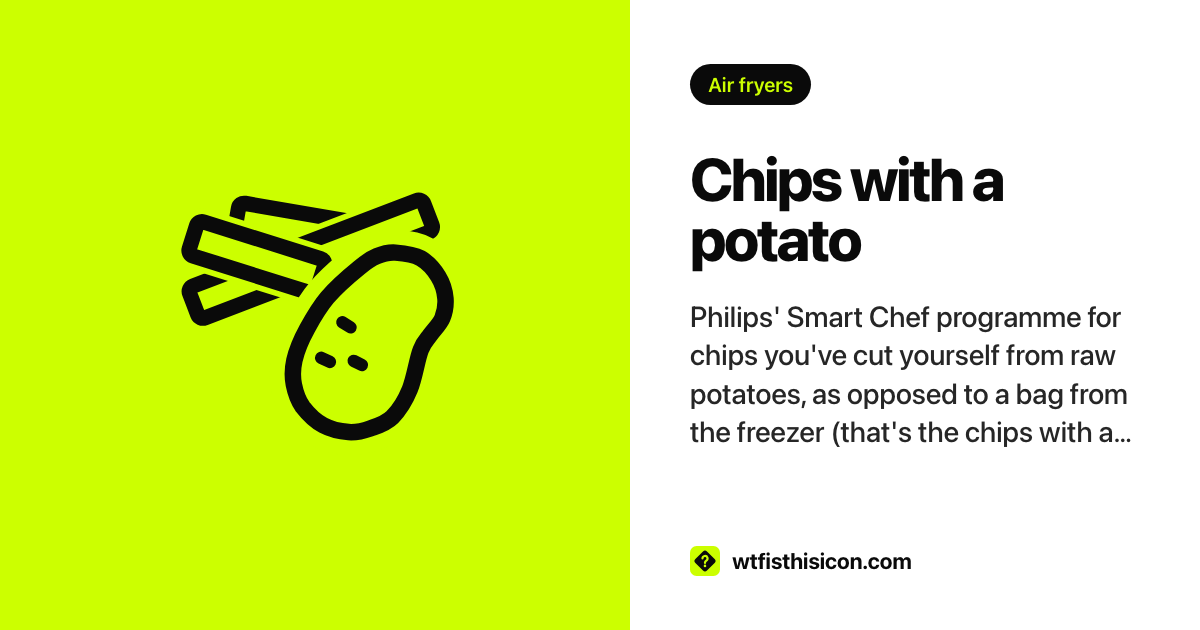 Air fryers
Chips with a
potato
Philips' Smart Chef programme for
chips you've cut yourself from raw
potatoes, as opposed to a bag from
the freezer (that's the chips with a...
?
wtfisthisicon.com